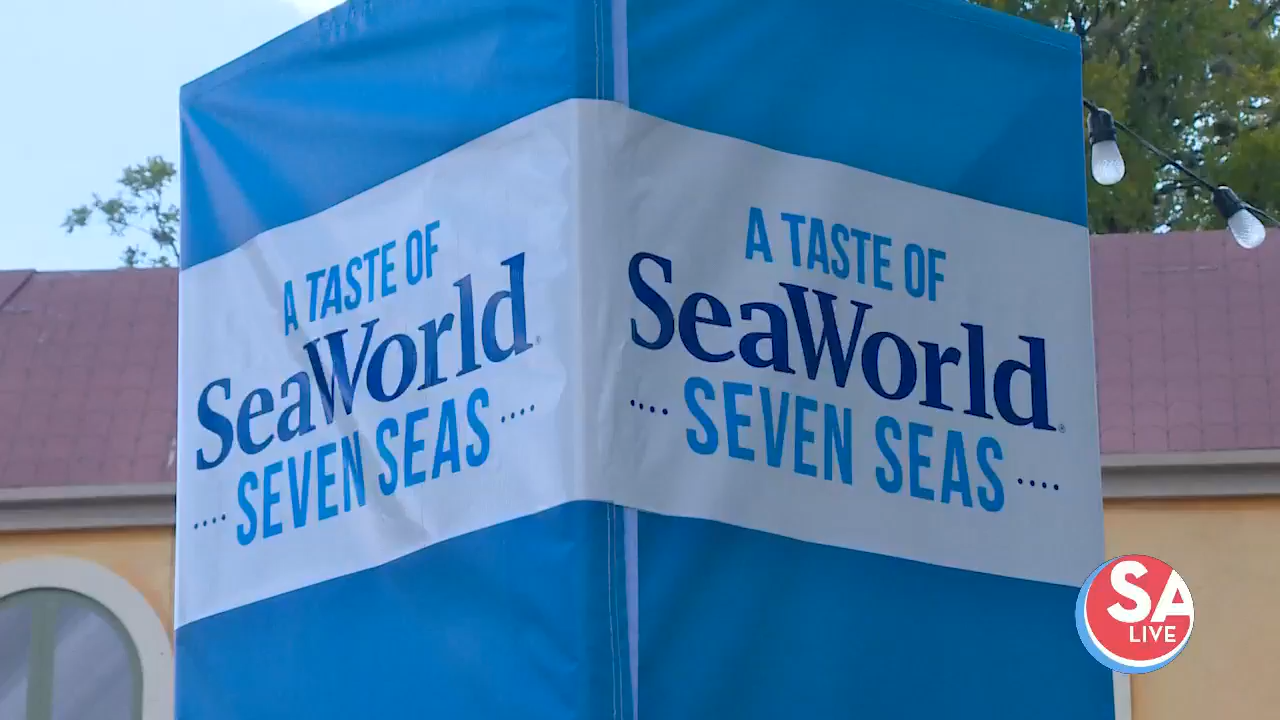 A TASTE OF
SeaWorld®
SEVEN SEAS
A TASTE OF
SeaWorld®
SEVEN SEAS
SA
LIVE